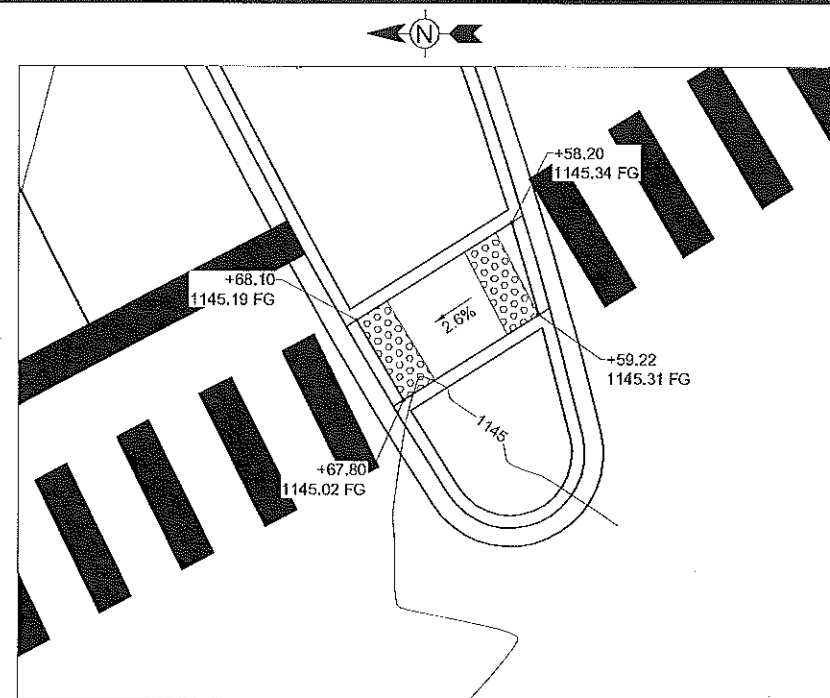 N
+58.20
1145.34 FG
+68.10
1145.19 FG
2.6%
+59.22
1145.31 FG
1145
+67.80
1145.02 FG